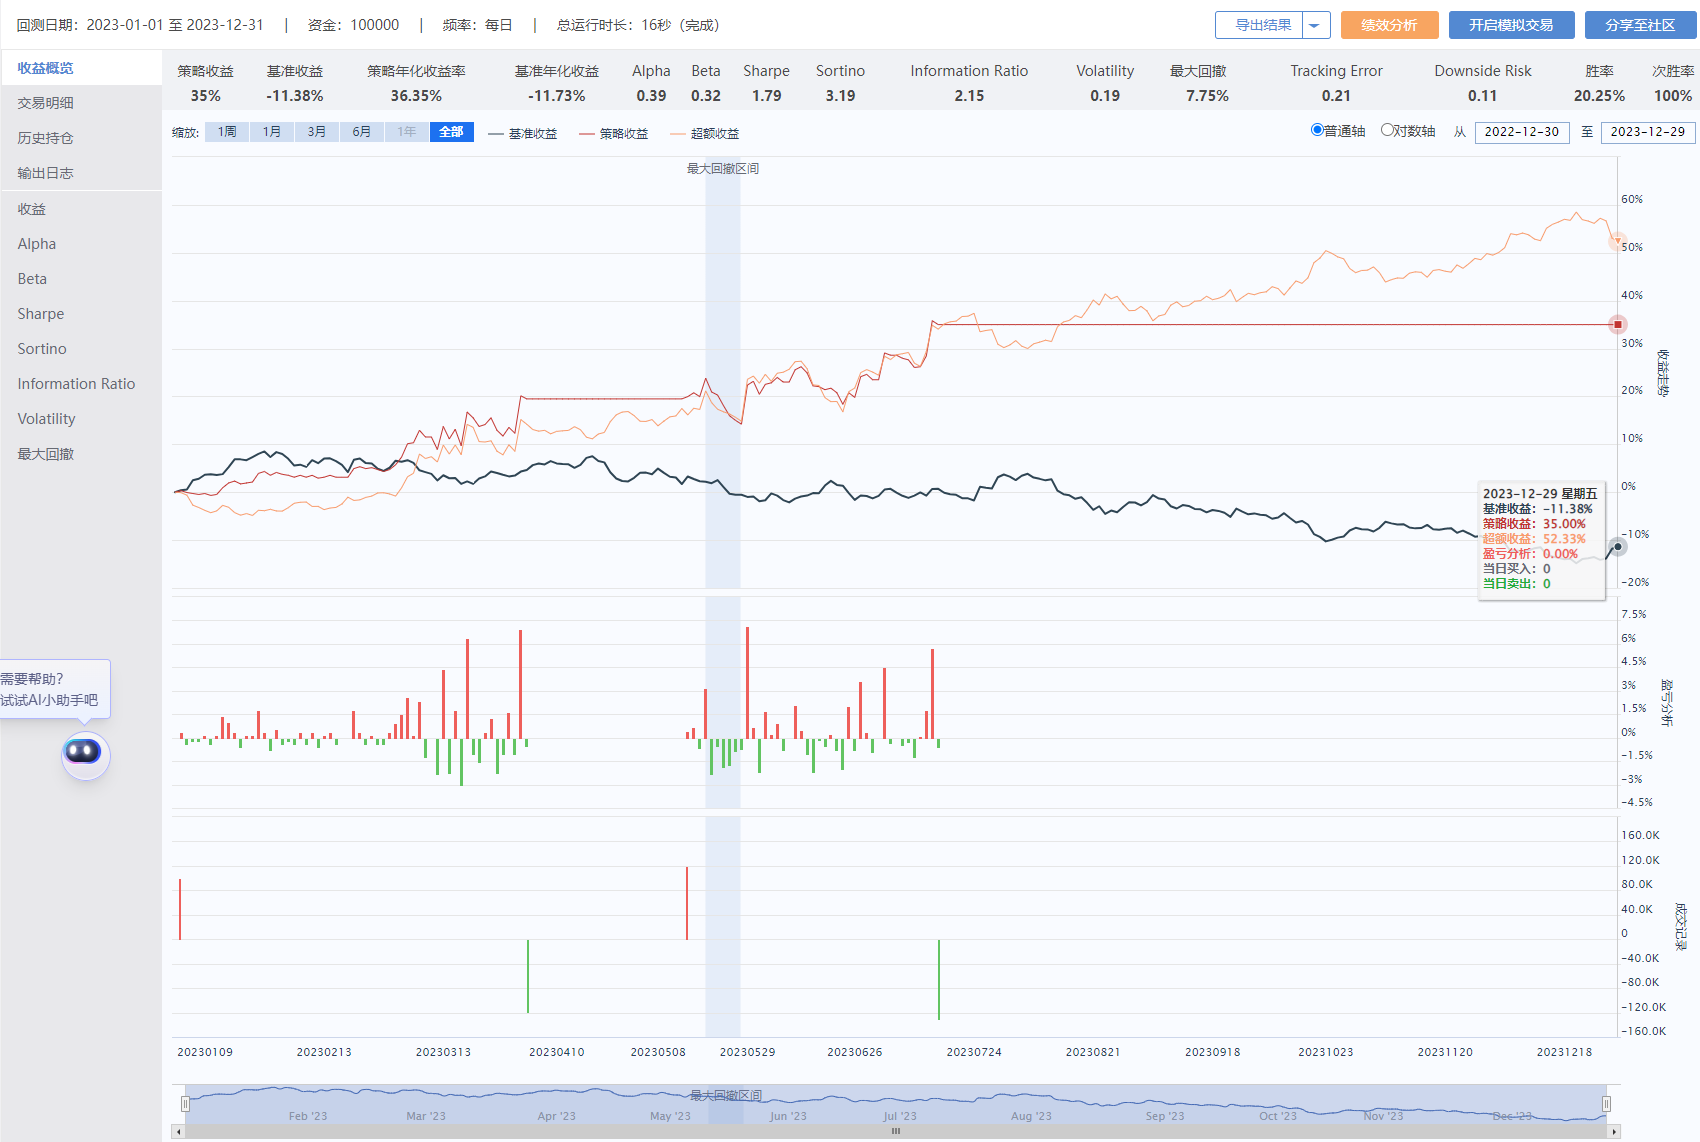 回测日期：2023-01-01 至 2023-12-31 | 资金：100000 | 频率：每日 | 总运行时长：16秒（完成）
导出结果
绩效分析
开启模拟交易
分享至社区
收益概览
交易明细
历史持仓
输出日志
收益
Alpha
Beta
Sharpe
Sortino
Information Ratio
Volatility
最大回撤
需要帮助?
试试AI小助手吧
策略收益 基准收益 策略年化收益率 基准年化收益 Alpha Beta Sharpe Sortino Information Ratio Volatility 最大回撤 Tracking Error Downside Risk 胜率 次胜率
35% -11.38% 36.35% -11.73% 0.39 0.32 1.79 3.19 2.15 0.19 7.75% 0.21 0.11 20.25% 100%
缩放: 1周 1月 3月 6月 1年 全部 基准收益 策略收益 超额收益 普通轴 对数轴 从 2022-12-30 至 2023-12-29
最大回撤区间
60%
50%
40%
30%
20%
10%
0%
-10%
-20%
收益走势
2023-12-29 星期五
基准收益：-11.38%
策略收益：35.00%
超额收益：52.33%
盈亏分析：0.00%
当日买入：0
当日卖出：0
7.5%
6%
4.5%
3%
1.5%
0%
-1.5%
-3%
-4.5%
盈亏分析
160.0K
120.0K
80.0K
40.0K
0
-40.0K
-80.0K
-120.0K
-160.0K
成交记录
20230109 20230213 20230313 20230410 20230508 20230529 20230626 20230724 20230821 20230918 20231023 20231120 20231218
最大回撤区间
Feb '23 Mar '23 Apr '23 May '23 Jun '23 Jul '23 Aug '23 Sep '23 Oct '23 Nov '23 Dec '23